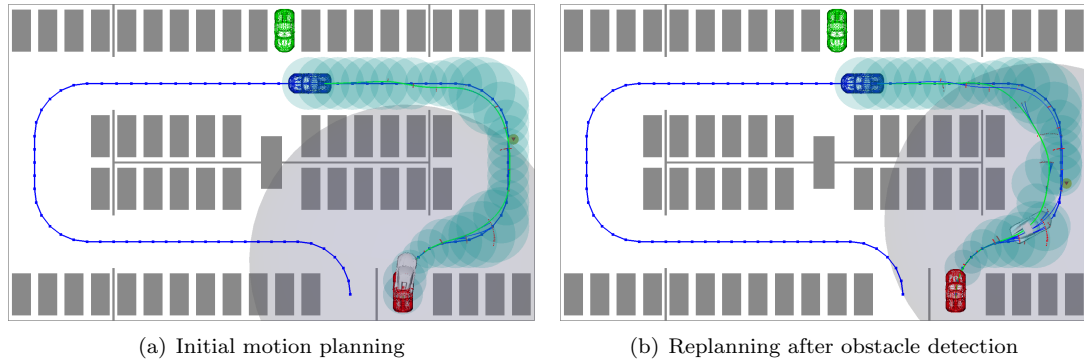 (a) Initial motion planning
(b) Replanning after obstacle detection